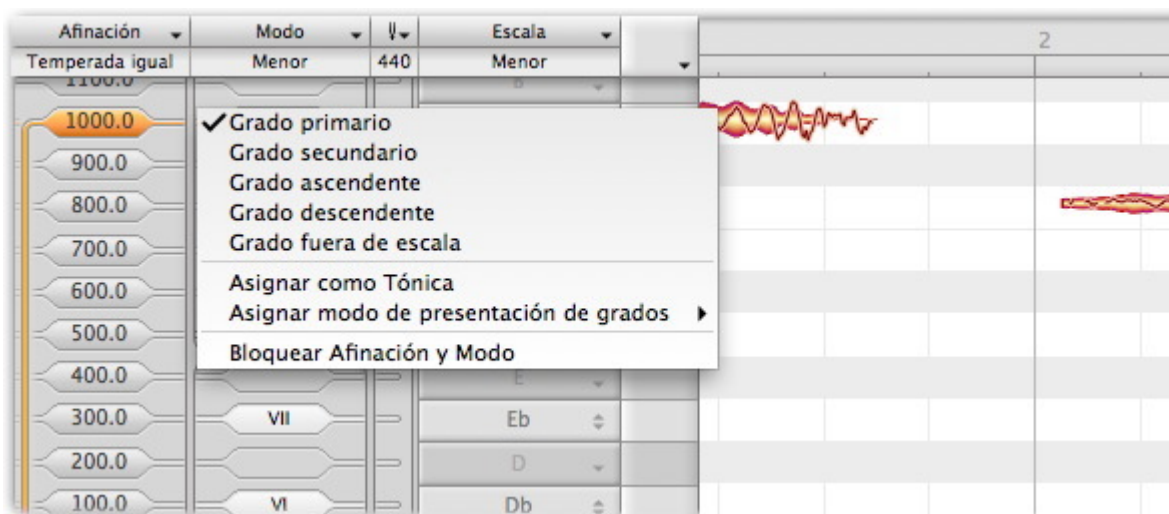 Afinación Modo Escala
2
Temperada igual Menor 440 Menor
1100.0 B
1000.0
Grado primario
900.0
Grado secundario
Grado ascendente
800.0
Grado descendente
700.0
Grado fuera de escala
600.0
Asignar como Tónica
Asignar modo de presentación de grados
500.0
Bloquear Afinación y Modo
400.0 E
300.0 VII Eb
200.0 D
100.0 VI Db